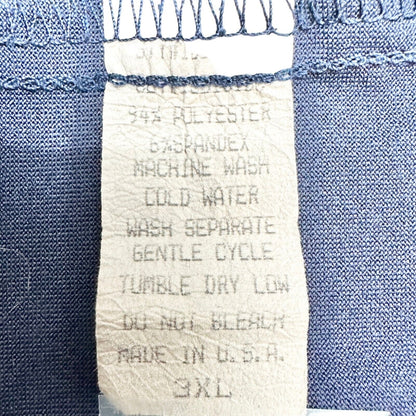 94% POLYESTER
6%SPANDEX
MACHINE WASH
COLD WATER
WASH SEPARATE
GENTLE CYCLE
TUMBLE DRY LOW
DO NOT BLEACH
MADE IN U.S.A.
3XL